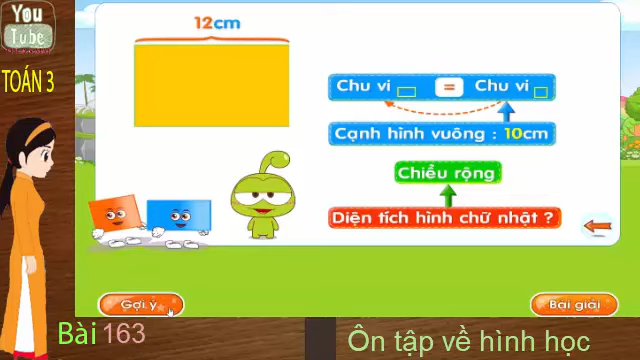 You
Tube
TOÁN 3
12cm
Chu vi = Chu vi
Cạnh hình vuông : 10cm
Chiều rộng
Diện tích hình chữ nhật ?
Gợi ý
Bài giải
Bài 163
Ôn tập về hình học